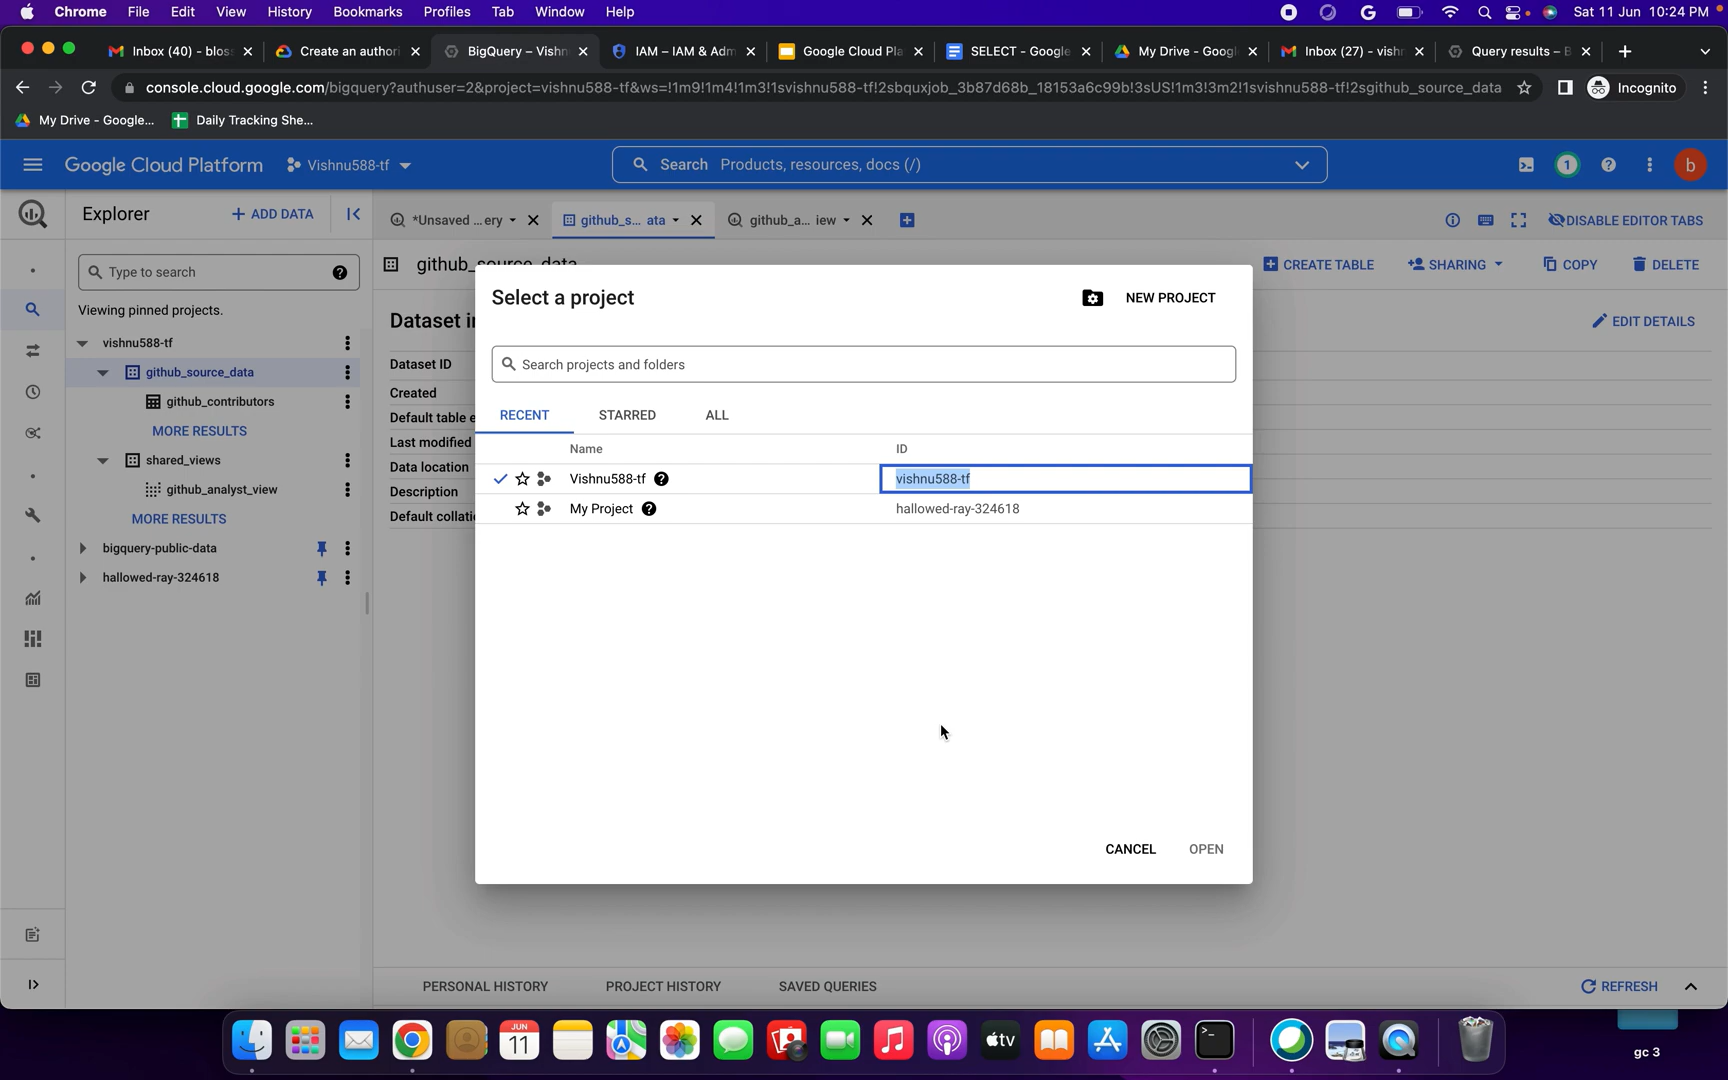 Chrome File Edit View History Bookmarks Profiles Tab Window Help Sat 11 Jun 10:24 PM
Inbox (40) - blos Create an authori BigQuery – Vishn IAM – IAM & Adm Google Cloud Pla SELECT - Google My Drive - Googl Inbox (27) - vish Query results – B
console.cloud.google.com/bigquery?authuser=2&project=vishnu588-tf&ws=!1m9!1m4!1m3!1svishnu588-tf!2sbquxjob_3b87d68b_18153a6c99b!3sUS!1m3!3m2!1svishnu588-tf!2sgithub_source_data Incognito
My Drive - Google... Daily Tracking She...
Google Cloud Platform Vishnu588-tf Search Products, resources, docs (/) 1 ? b
Explorer + ADD DATA *Unsaved ...ery github_s... ata github_a... iew DISABLE EDITOR TABS
Type to search
github_source_data CREATE TABLE SHARING COPY DELETE
Viewing pinned projects.
vishnu588-tf
github_source_data
github_contributors
MORE RESULTS
shared_views
github_analyst_view
MORE RESULTS
bigquery-public-data
hallowed-ray-324618
Dataset i
EDIT DETAILS
Dataset ID
Created
Default table e
Last modified
Data location
Description
Default collati
Select a project NEW PROJECT
Search projects and folders
RECENT STARRED ALL
Name ID
Vishnu588-tf vishnu588-tf
My Project hallowed-ray-324618
CANCEL OPEN
PERSONAL HISTORY PROJECT HISTORY SAVED QUERIES REFRESH
JUN
11
tv
gc 3